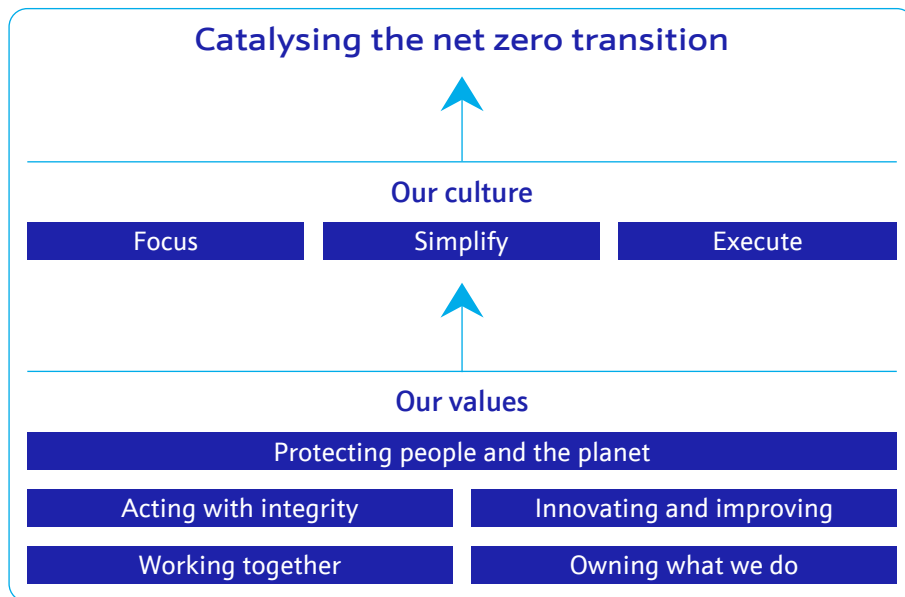 Catalysing the net zero transition
Our culture
Focus
Simplify
Execute
Our values
Protecting people and the planet
Acting with integrity
Innovating and improving
Working together
Owning what we do